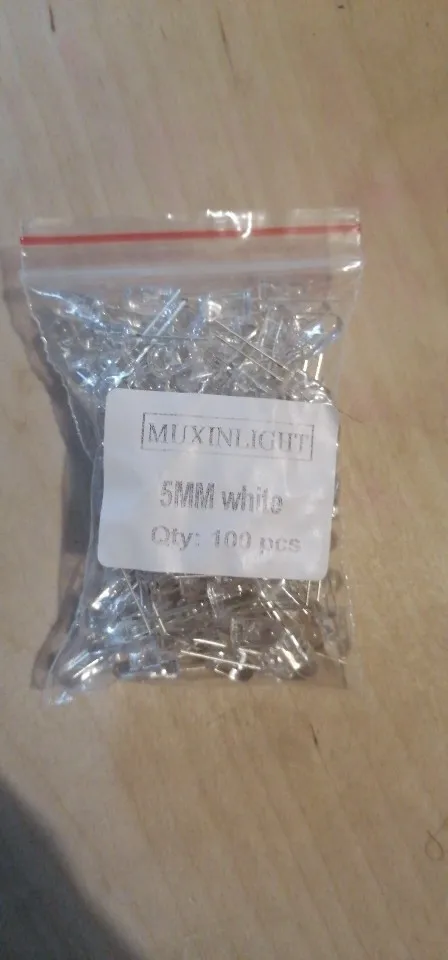 MUXINLIGHT
5MM white
Qty: 100 pcs